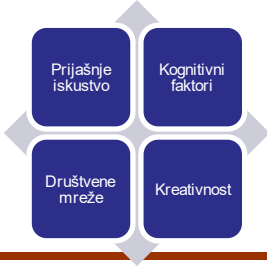 Prijašnje
iskustvo
Kognitivni
faktori
Društvene
mreže
Kreativnost